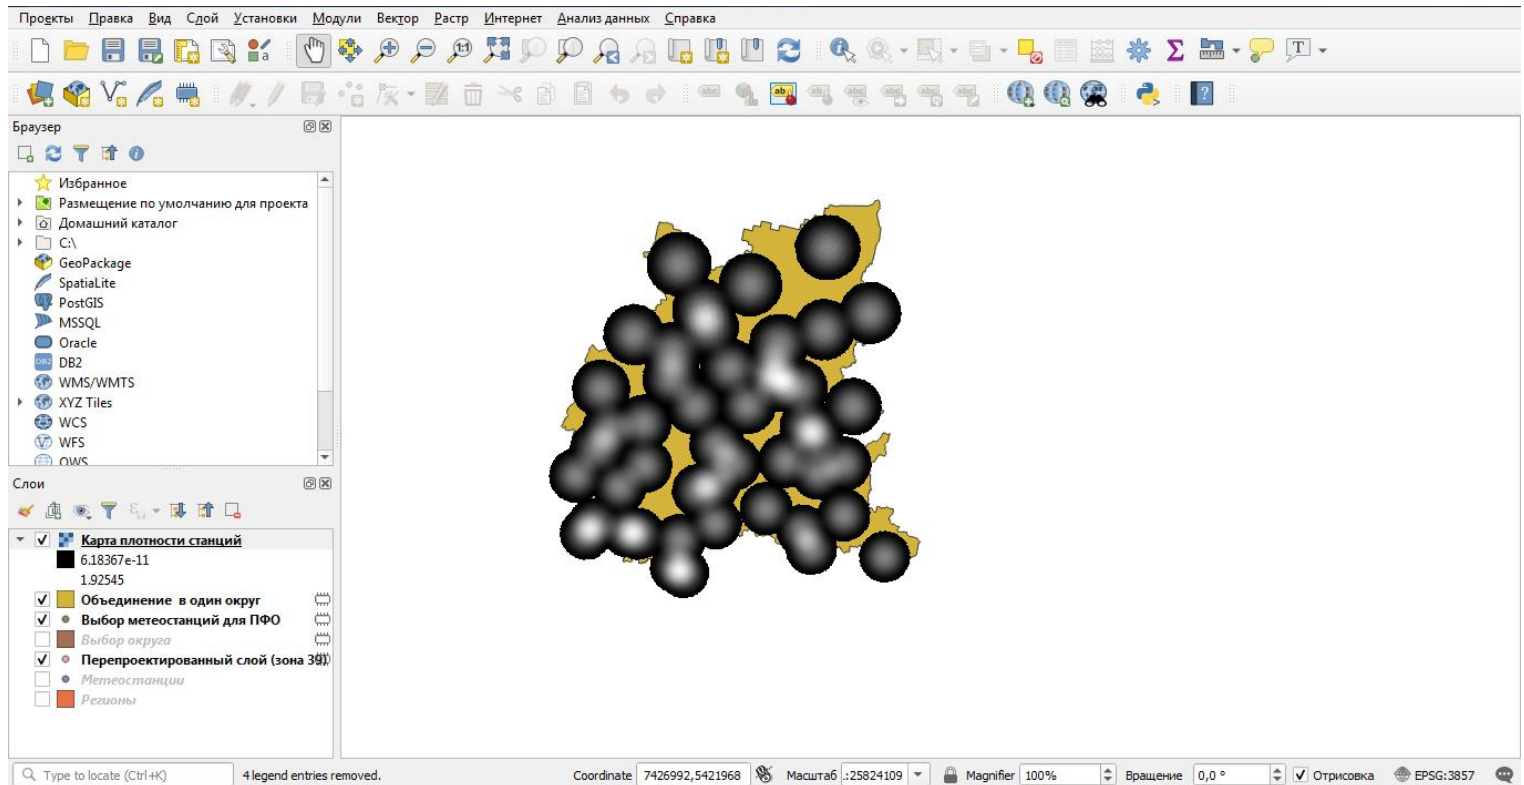 Проекты Правка Вид Слой Установки Модули Вектор Растр Интернет Анализ данных Справка
Браузер
Избранное
Размещение по умолчанию для проекта
Домашний каталог
C:\
GeoPackage
SpatiaLite
PostGIS
MSSQL
Oracle
DB2
WMS/WMTS
XYZ Tiles
WCS
WFS
OWS
Слои
Карта плотности станций
6.18367e-11
1.92545
Объединение в один округ
Выбор метеостанций для ПФО
Выбор округа
Перепроектированный слой (зона 39)
Метеостанции
Регионы
Type to locate (Ctrl+K) 4 legend entries removed. Coordinate 7426992,5421968 Масштаб .:25824109 Magnifier 100% Вращение 0,0 ° Отрисовка EPSG:3857